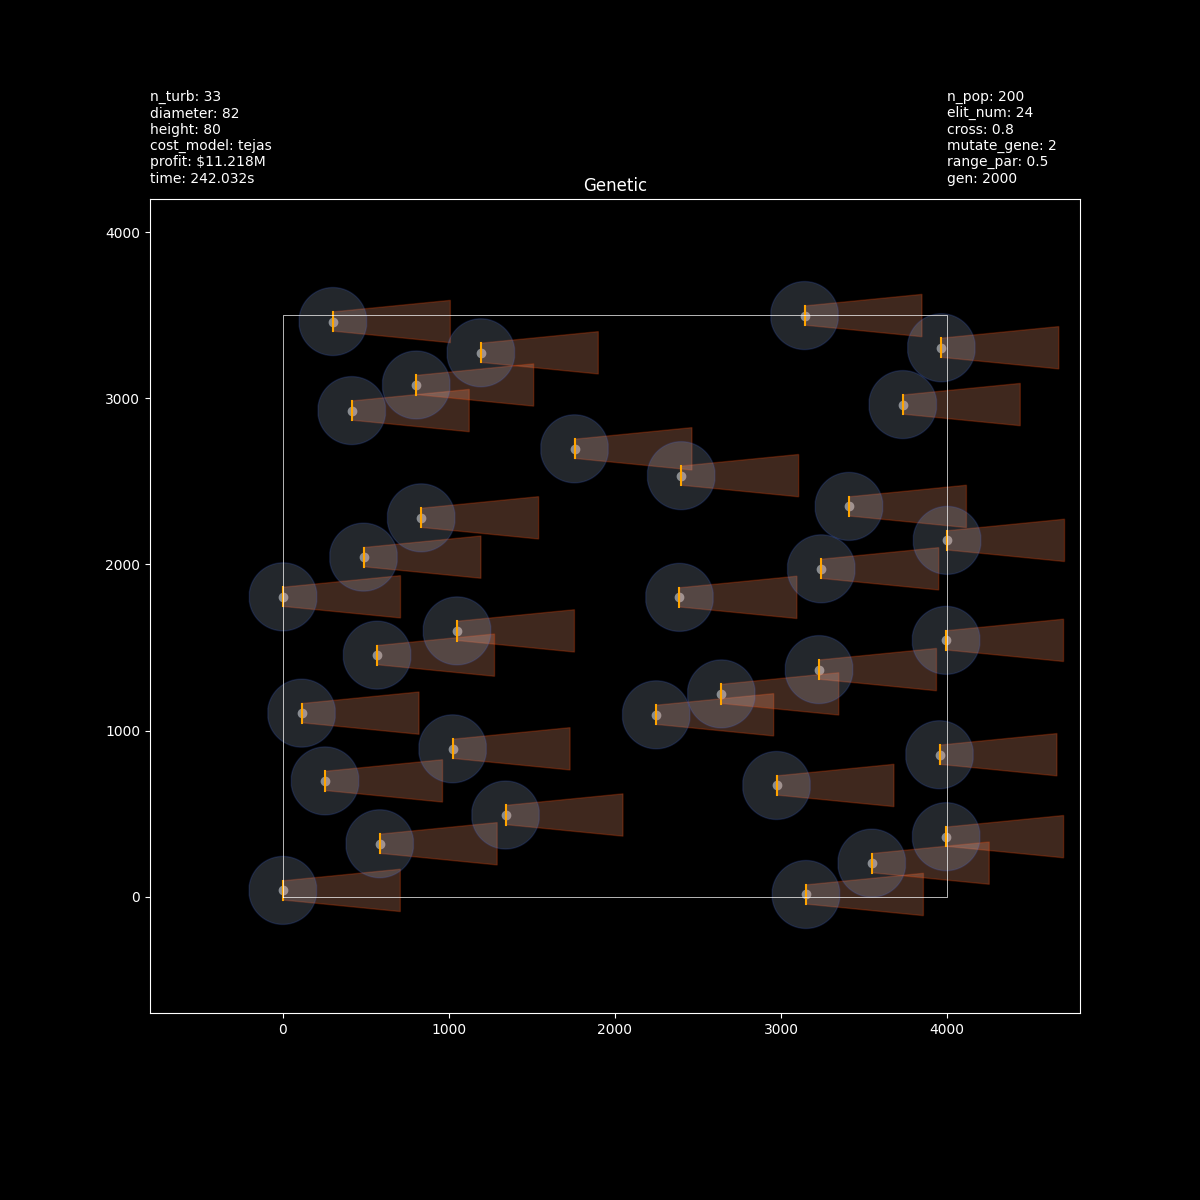 n_turb: 33
diameter: 82
height: 80
cost_model: tejas
profit: $11.218M
time: 242.032s
n_pop: 200
elit_num: 24
cross: 0.8
mutate_gene: 2
range_par: 0.5
gen: 2000
Genetic
4000
3000
2000
1000
0
0
1000
2000
3000
4000